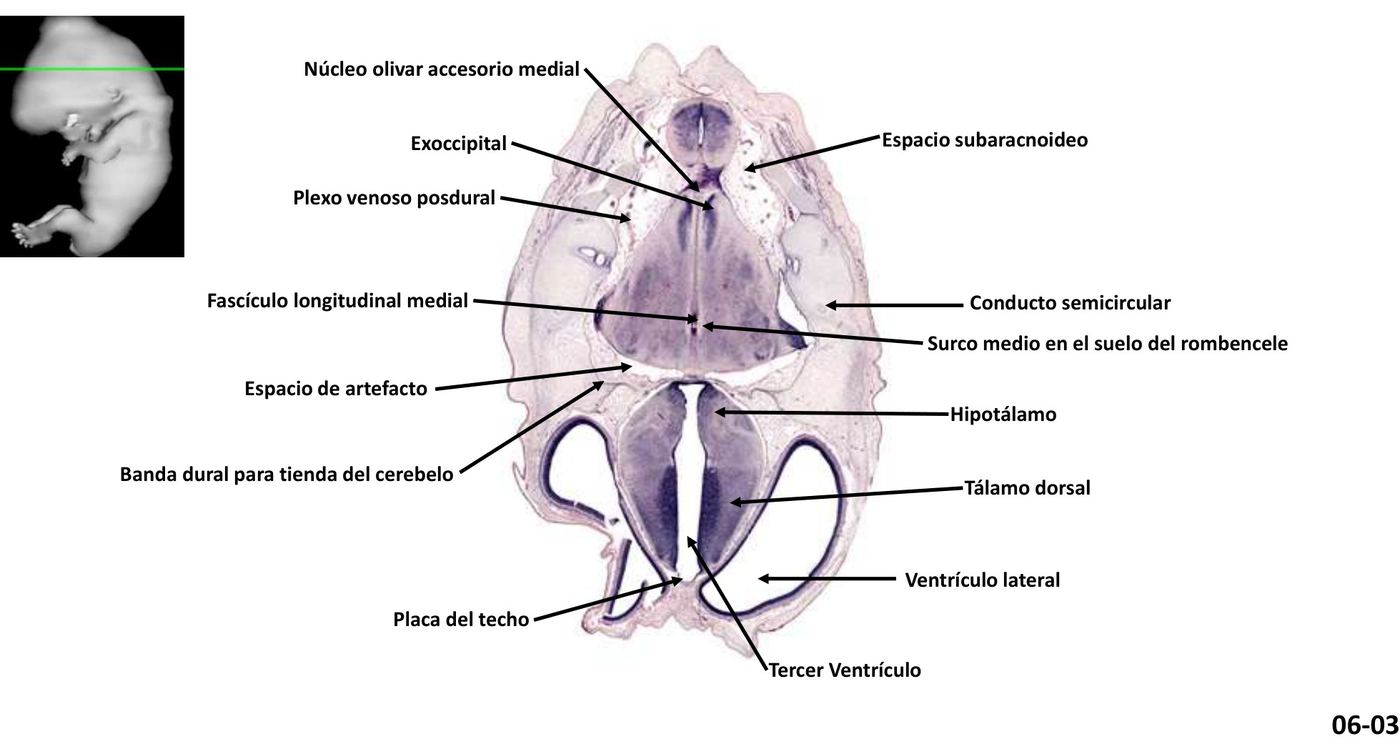 Núcleo olivar accesorio medial
Exoccipital
Espacio subaracnoideo
Plexo venoso posdural
Fascículo longitudinal medial
Conducto semicircular
Surco medio en el suelo del rombencele
Espacio de artefacto
Hipotálamo
Banda dural para tienda del cerebelo
Tálamo dorsal
Ventrículo lateral
Placa del techo
Tercer Ventrículo
06-03